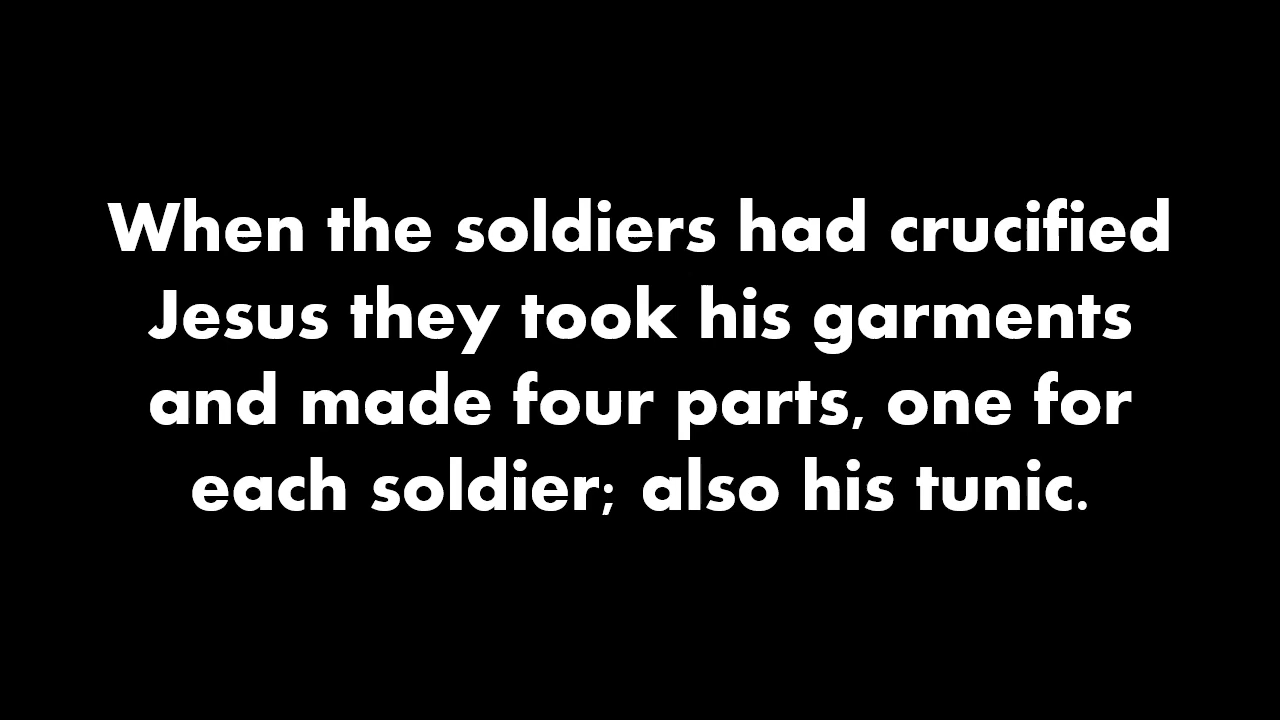 When the soldiers had crucified
Jesus they took his garments
and made four parts, one for
each soldier; also his tunic.